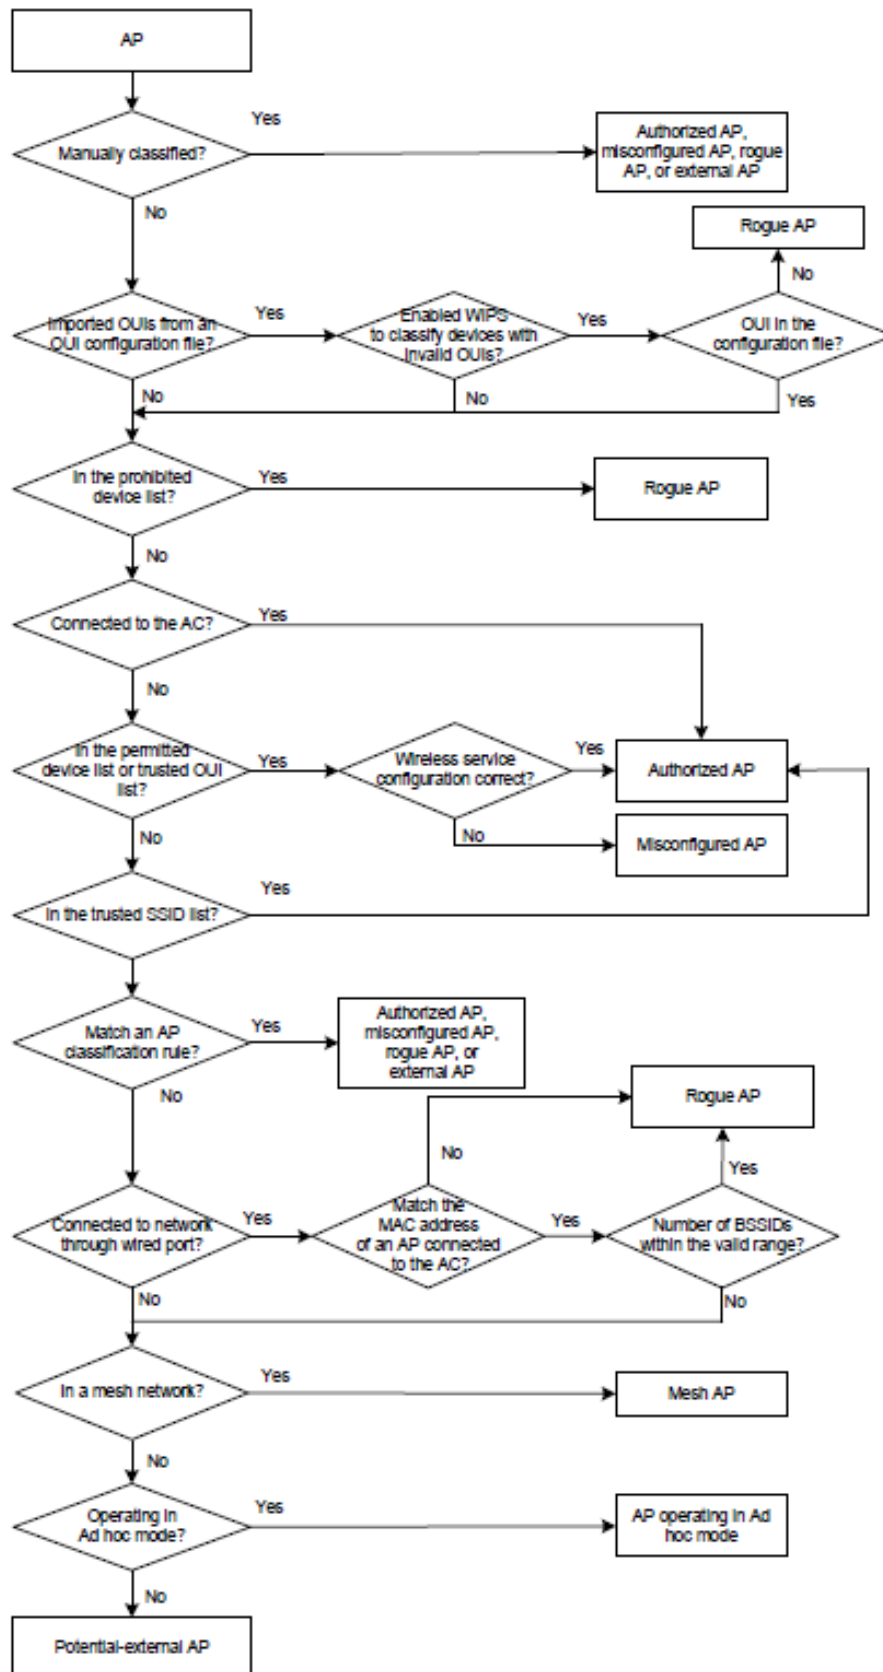 AP
Yes
Manually classified?
Authorized AP,
misconfigured AP, rogue
AP, or external AP
No
Rogue AP
No
Imported OUIs from an
OUI configuration file?
Yes
Enabled WIPS
to classify devices with
invalid OUIs?
Yes
OUI in the
configuration file?
No
No
Yes
In the prohibited
device list?
Yes
Rogue AP
No
Connected to the AC?
Yes
No
In the permitted
device list or trusted OUI
list?
Yes
Wireless service
configuration correct?
Yes
Authorized AP
No
No
Misconfigured AP
In the trusted SSID list?
Yes
Match an AP
classification rule?
Yes
Authorized AP,
misconfigured AP,
rogue AP, or
external AP
No
Rogue AP
No
Yes
Connected to network
through wired port?
Yes
Match the
MAC address
of an AP connected
to the AC?
Yes
Number of BSSIDs
within the valid range?
No
No
In a mesh network?
Yes
Mesh AP
No
Operating in
Ad hoc mode?
Yes
AP operating in Ad
hoc mode
No
Potential-external AP